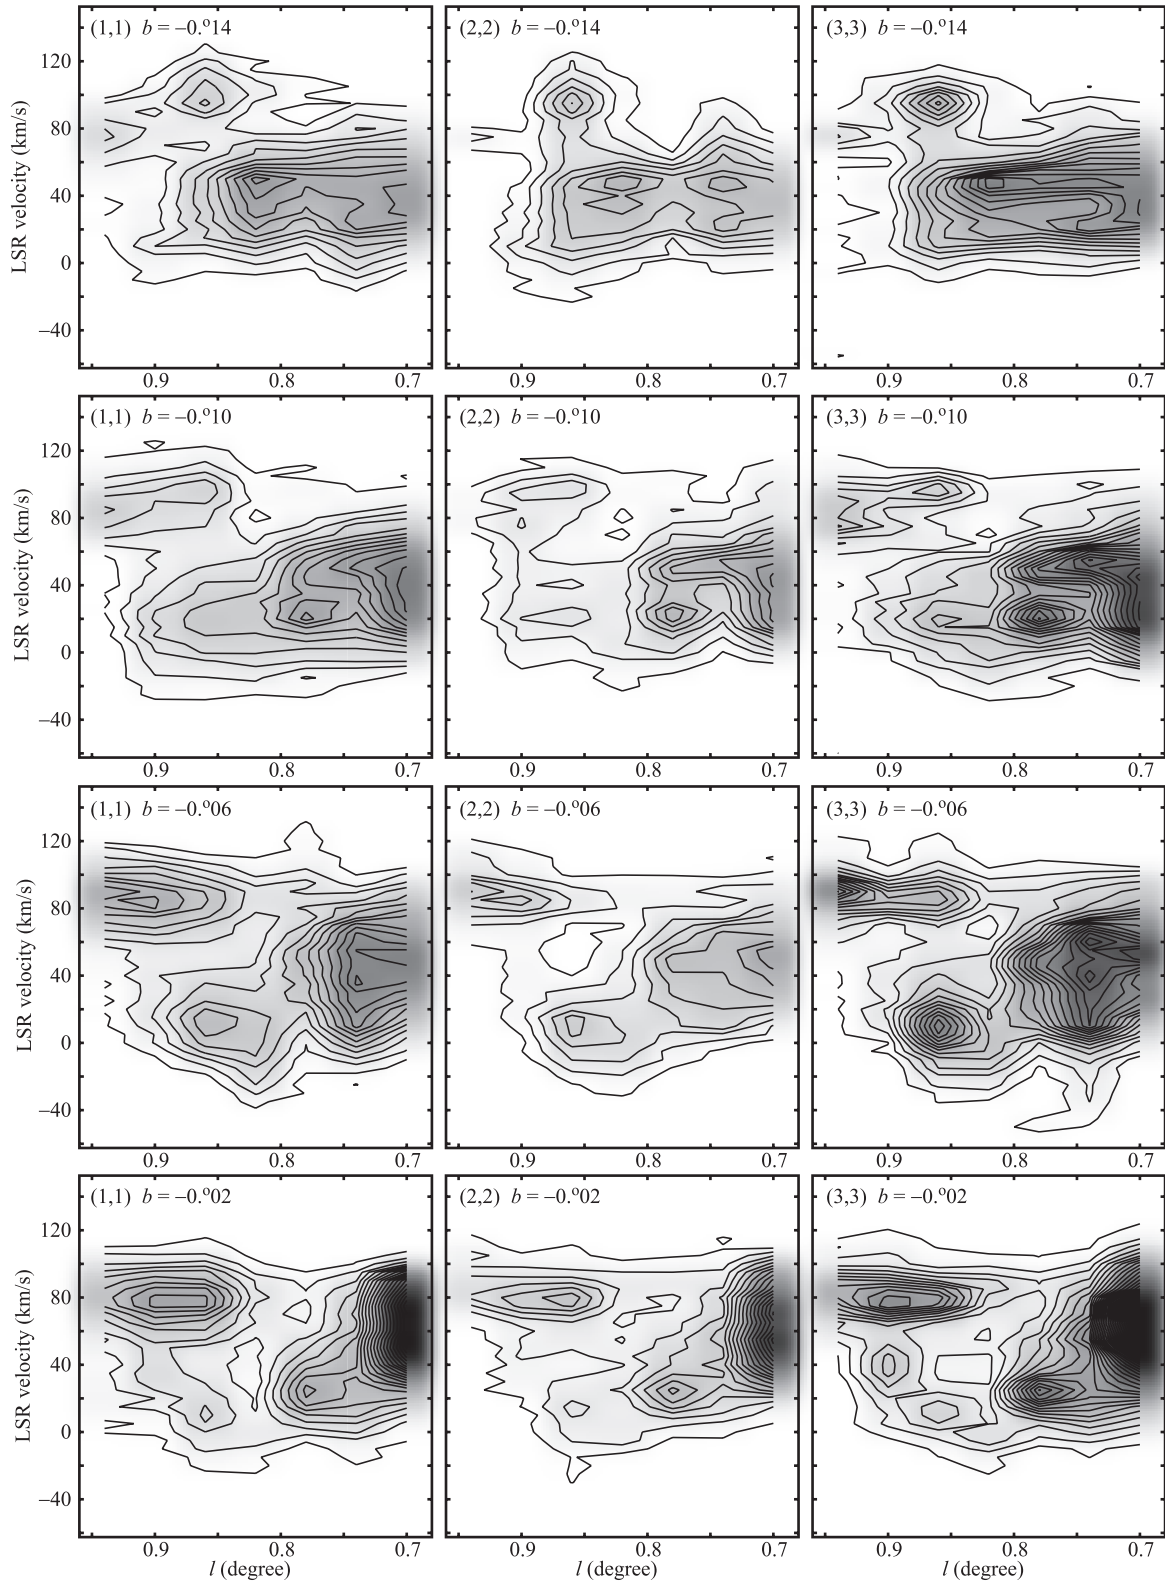 (1,1) b = −0.º14
(2,2) b = −0.º14
(3,3) b = −0.º14
120
80
40
0
−40
LSR velocity (km/s)
0.9 0.8 0.7
0.9 0.8 0.7
0.9 0.8 0.7
(1,1) b = −0.º10
(2,2) b = −0.º10
(3,3) b = −0.º10
120
80
40
0
−40
LSR velocity (km/s)
0.9 0.8 0.7
0.9 0.8 0.7
0.9 0.8 0.7
(1,1) b = −0.º06
(2,2) b = −0.º06
(3,3) b = −0.º06
120
80
40
0
−40
LSR velocity (km/s)
0.9 0.8 0.7
0.9 0.8 0.7
0.9 0.8 0.7
(1,1) b = −0.º02
(2,2) b = −0.º02
(3,3) b = −0.º02
120
80
40
0
−40
LSR velocity (km/s)
0.9 0.8 0.7
0.9 0.8 0.7
0.9 0.8 0.7
l (degree)
l (degree)
l (degree)